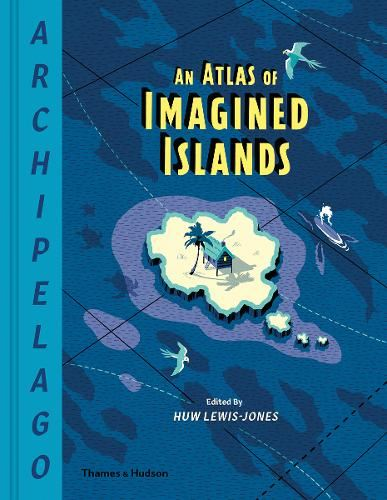 ARCHIPELAGO
AN ATLAS OF
IMAGINED
ISLANDS
Edited By
HUW LEWIS-JONES
Thames & Hudson